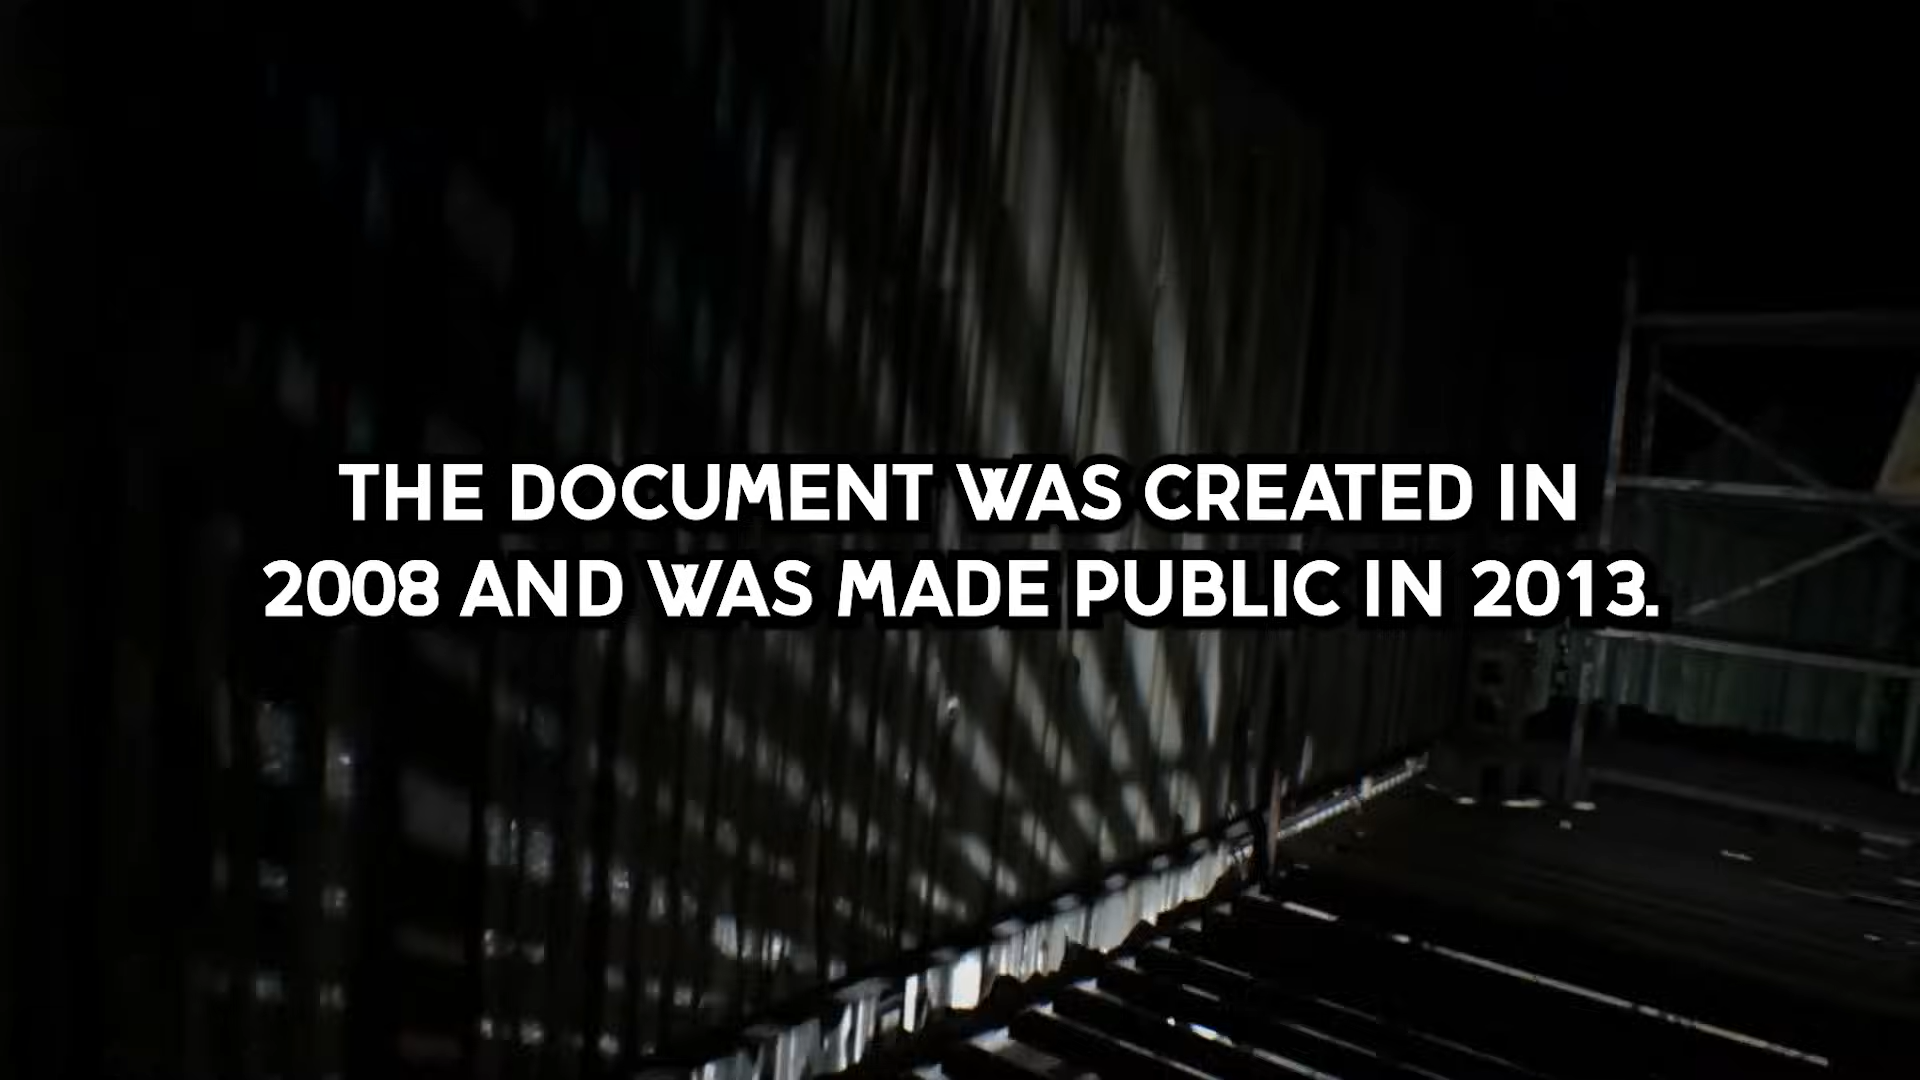 THE DOCUMENT WAS CREATED IN
2008 AND WAS MADE PUBLIC IN 2013.